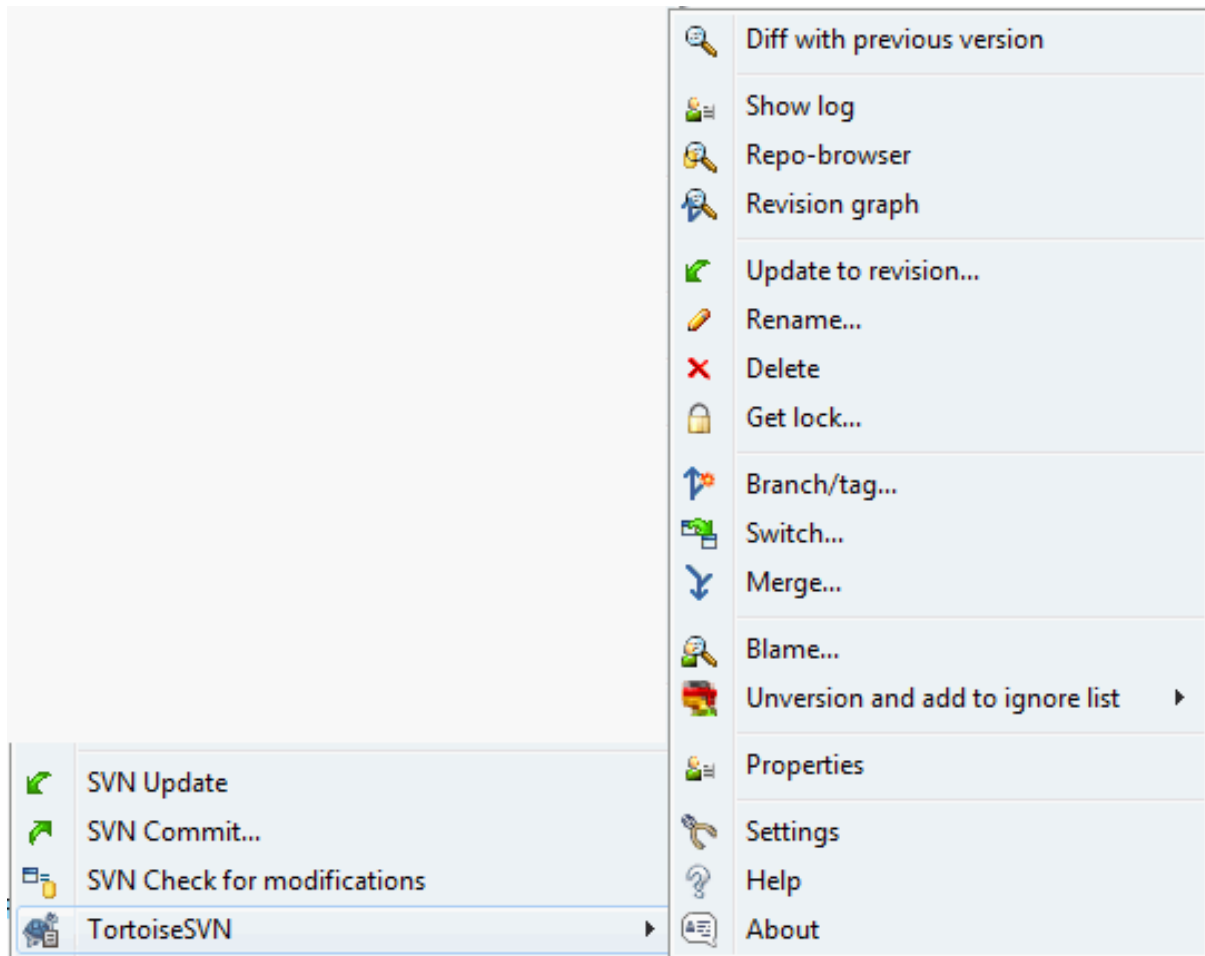 Diff with previous version
Show log
Repo-browser
Revision graph
Update to revision...
Rename...
Delete
Get lock...
Branch/tag...
Switch...
Merge...
Blame...
Unversion and add to ignore list
Properties
Settings
Help
About
SVN Update
SVN Commit...
SVN Check for modifications
TortoiseSVN